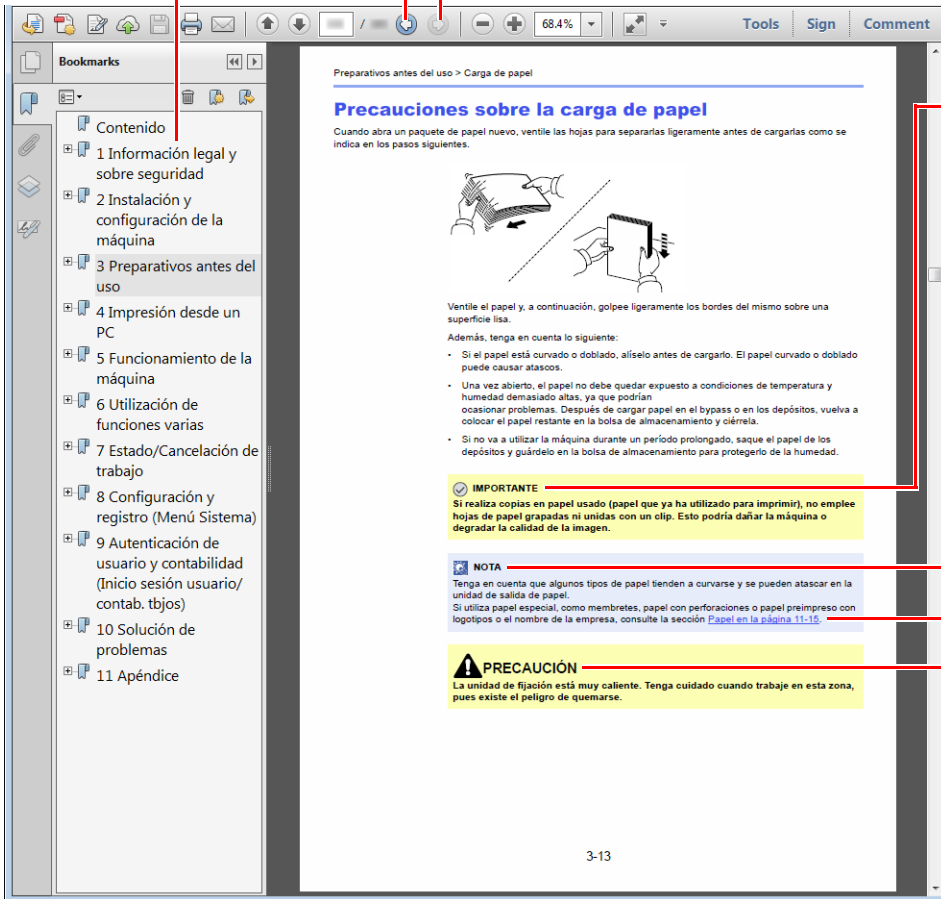 /
68.4%
Tools
Sign
Comment
Bookmarks
Contenido
1 Información legal y
sobre seguridad
2 Instalación y
configuración de la
máquina
3 Preparativos antes del
uso
4 Impresión desde un
PC
5 Funcionamiento de la
máquina
6 Utilización de
funciones varias
7 Estado/Cancelación de
trabajo
8 Configuración y
registro (Menú Sistema)
9 Autenticación de
usuario y contabilidad
(Inicio sesión usuario/
contab. tbjos)
10 Solución de
problemas
11 Apéndice
Preparativos antes del uso > Carga de papel
Precauciones sobre la carga de papel
Cuando abra un paquete de papel nuevo, ventile las hojas para separarlas ligeramente antes de cargarlas como se
indica en los pasos siguientes.
Ventile el papel y, a continuación, golpee ligeramente los bordes del mismo sobre una
superficie lisa.
Además, tenga en cuenta lo siguiente:
• Si el papel está curvado o doblado, alíselo antes de cargarlo. El papel curvado o doblado
puede causar atascos.
• Una vez abierto, el papel no debe quedar expuesto a condiciones de temperatura y
humedad demasiado altas, ya que podrían
ocasionar problemas. Después de cargar papel en el bypass o en los depósitos, vuelva a
colocar el papel restante en la bolsa de almacenamiento y ciérrela.
• Si no va a utilizar la máquina durante un período prolongado, saque el papel de los
depósitos y guárdelo en la bolsa de almacenamiento para protegerlo de la humedad.
IMPORTANTE
Si realiza copias en papel usado (papel que ya ha utilizado para imprimir), no emplee
hojas de papel grapadas ni unidas con un clip. Esto podría dañar la máquina o
degradar la calidad de la imagen.
NOTA
Tenga en cuenta que algunos tipos de papel tienden a curvarse y se pueden atascar en la
unidad de salida de papel.
Si utiliza papel especial, como membretes, papel con perforaciones o papel preimpreso con
logotipos o el nombre de la empresa, consulte la sección Papel en la página 11-15.
PRECAUCIÓN
La unidad de fijación está muy caliente. Tenga cuidado cuando trabaje en esta zona,
pues existe el peligro de quemarse.
3-13